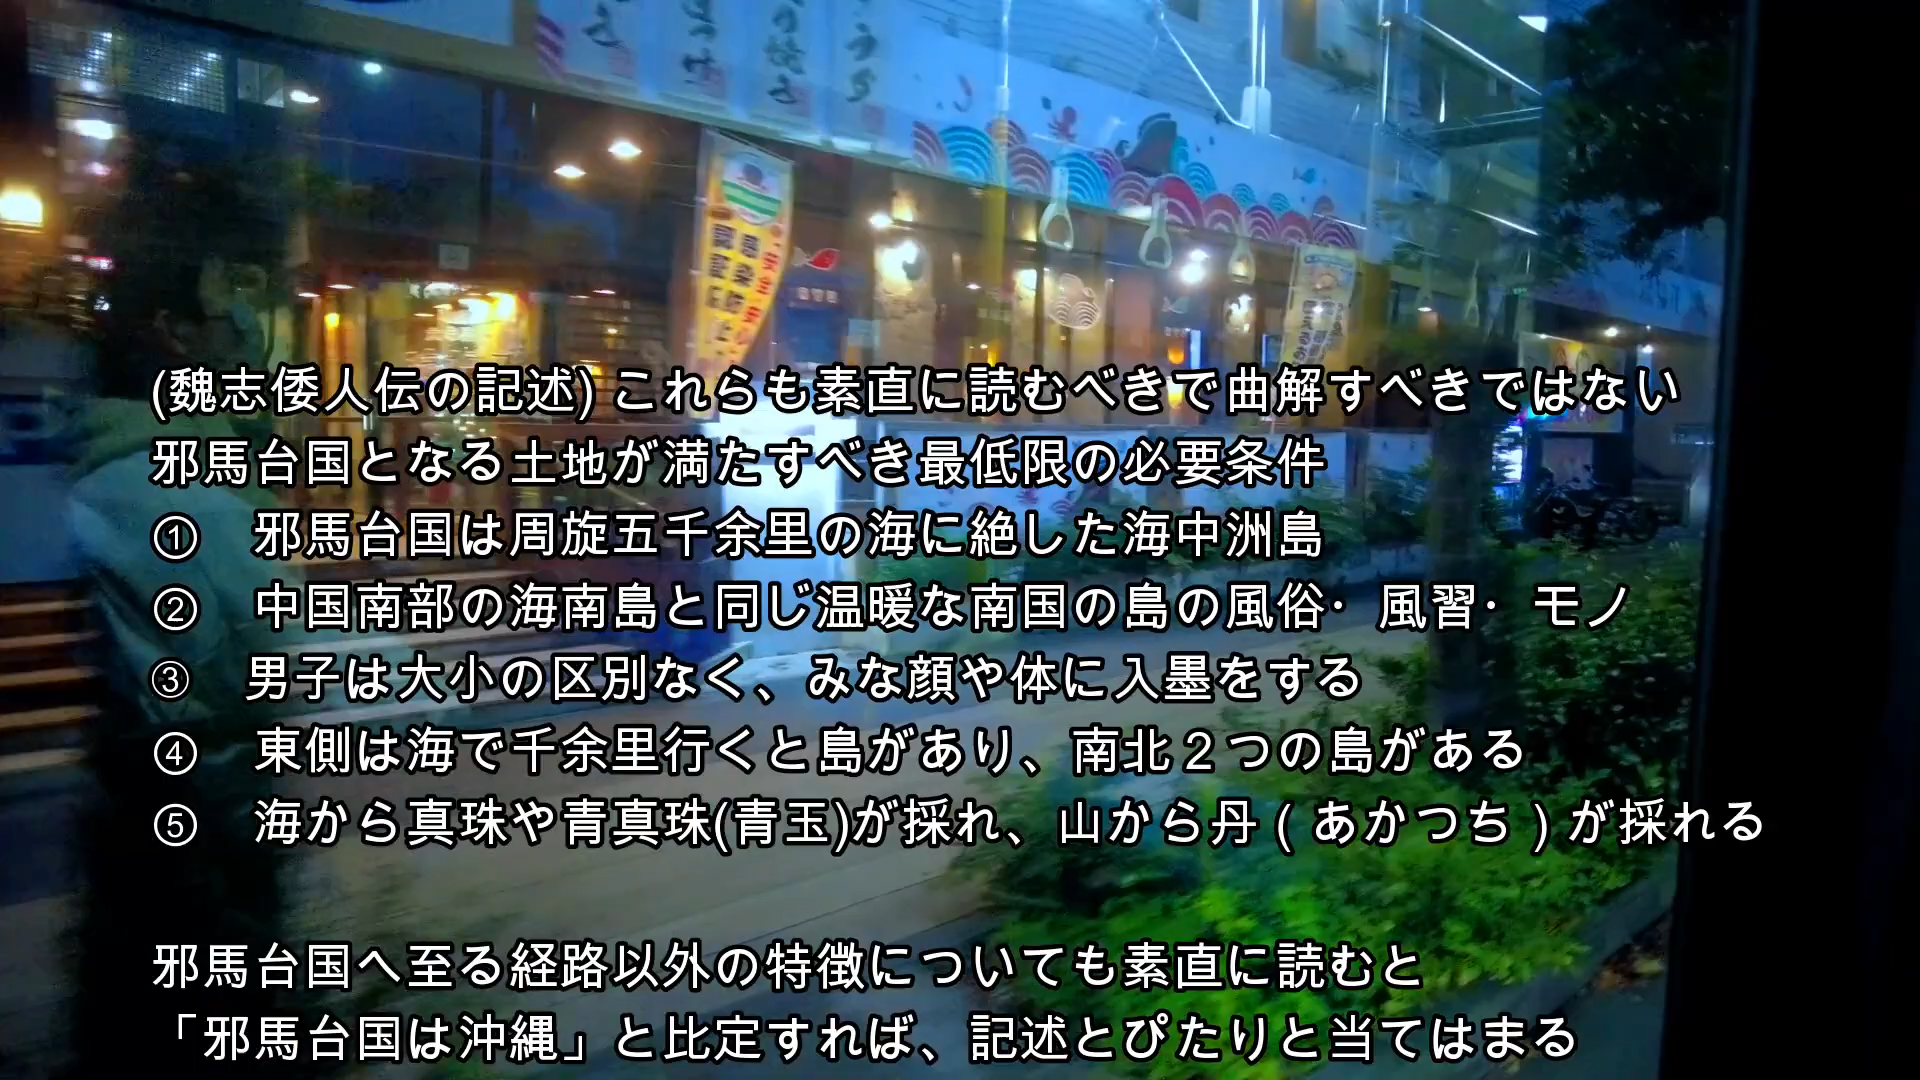 感染防止
認証店
(魏志倭人伝の記述) これらも素直に読むべきで曲解すべきではない
邪馬台国となる土地が満たすべき最低限の必要条件
① 邪馬台国は周旋五千余里の海に絶した海中洲島
② 中国南部の海南島と同じ温暖な南国の島の風俗・風習・モノ
③ 男子は大小の区別なく、みな顔や体に入墨をする
④ 東側は海で千余里行くと島があり、南北２つの島がある
⑤ 海から真珠や青真珠(青玉)が採れ、山から丹 ( あかつち ) が採れる
邪馬台国へ至る経路以外の特徴についても素直に読むと
「邪馬台国は沖縄」と比定すれば、記述とぴたりと当てはまる